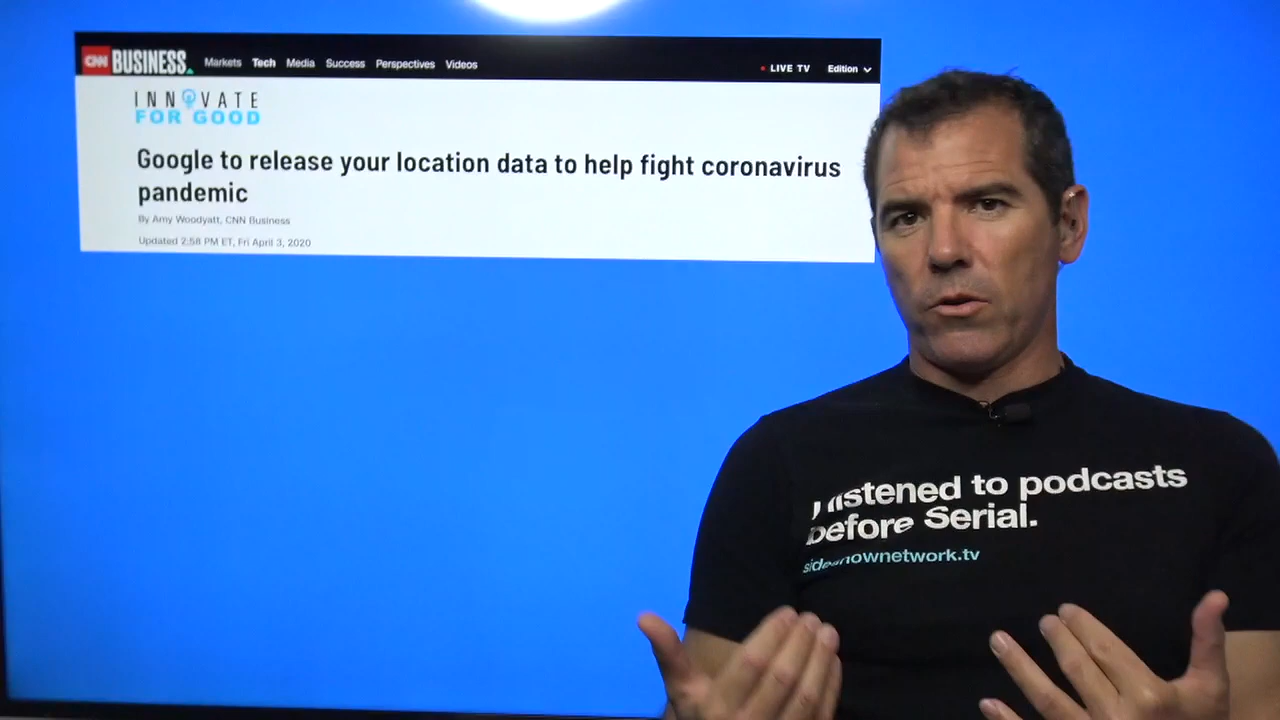 CNN BUSINESS Markets Tech Media Success Perspectives Videos LIVE TV Edition
INNOVATE
FOR GOOD
Google to release your location data to help fight coronavirus
pandemic
By Amy Woodyatt, CNN Business
Updated 2:58 PM ET, Fri April 3, 2020
I listened to podcasts
before Serial.
sideshownetwork.tv